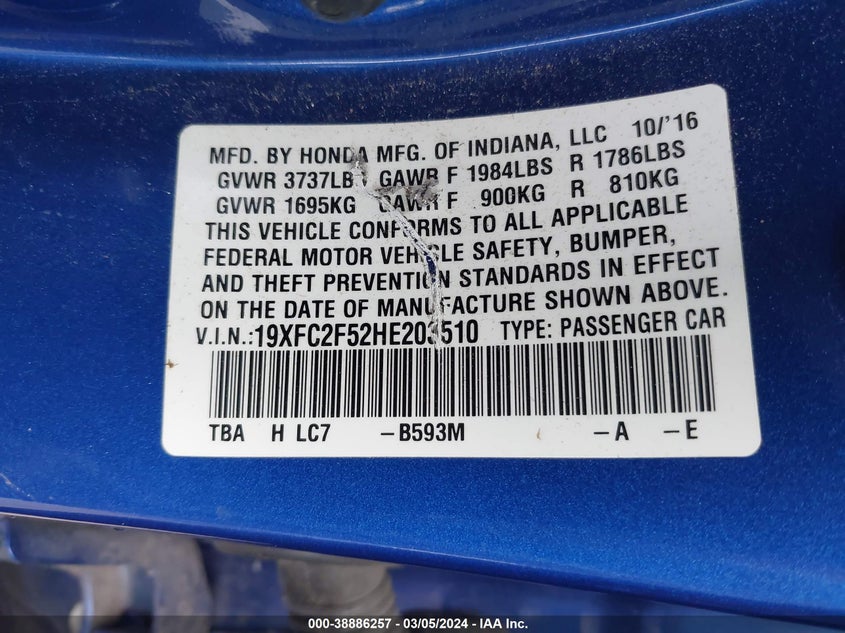 MFD. BY HONDA MFG. OF INDIANA, LLC 10/'16
GVWR 3737LB GAWR F 1984LBS R 1786LBS
GVWR 1695KG GAWR F 900KG R 810KG
THIS VEHICLE CONFORMS TO ALL APPLICABLE
FEDERAL MOTOR VEHICLE SAFETY, BUMPER,
AND THEFT PREVENTION STANDARDS IN EFFECT
ON THE DATE OF MANUFACTURE SHOWN ABOVE.
V.I.N.:19XFC2F52HE203510 TYPE: PASSENGER CAR
TBA H LC7 -B593M -A -E
000-38886257 - 03/05/2024 - IAA Inc.